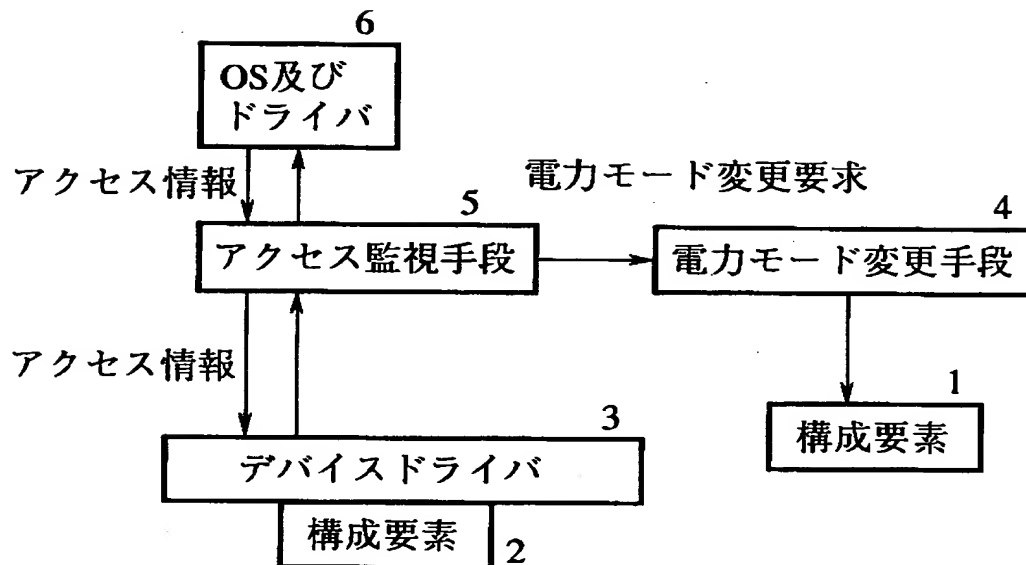 6
OS及び
ドライバ
アクセス情報
電力モード変更要求
5
4
アクセス監視手段
電力モード変更手段
アクセス情報
1
3
構成要素
デバイスドライバ
構成要素
2